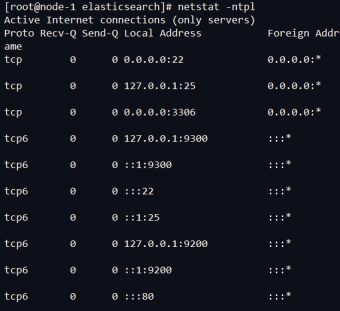 [root@node-1 elasticsearch]# netstat -ntpl
Active Internet connections (only servers)
Proto Recv-Q Send-Q Local Address           Foreign Addr
ame
tcp        0      0 0.0.0.0:22              0.0.0.0:*
tcp        0      0 127.0.0.1:25            0.0.0.0:*
tcp        0      0 0.0.0.0:3306            0.0.0.0:*
tcp6       0      0 127.0.0.1:9300          :::*
tcp6       0      0 ::1:9300                :::*
tcp6       0      0 :::22                   :::*
tcp6       0      0 ::1:25                  :::*
tcp6       0      0 127.0.0.1:9200          :::*
tcp6       0      0 ::1:9200                :::*
tcp6       0      0 :::80                   :::*